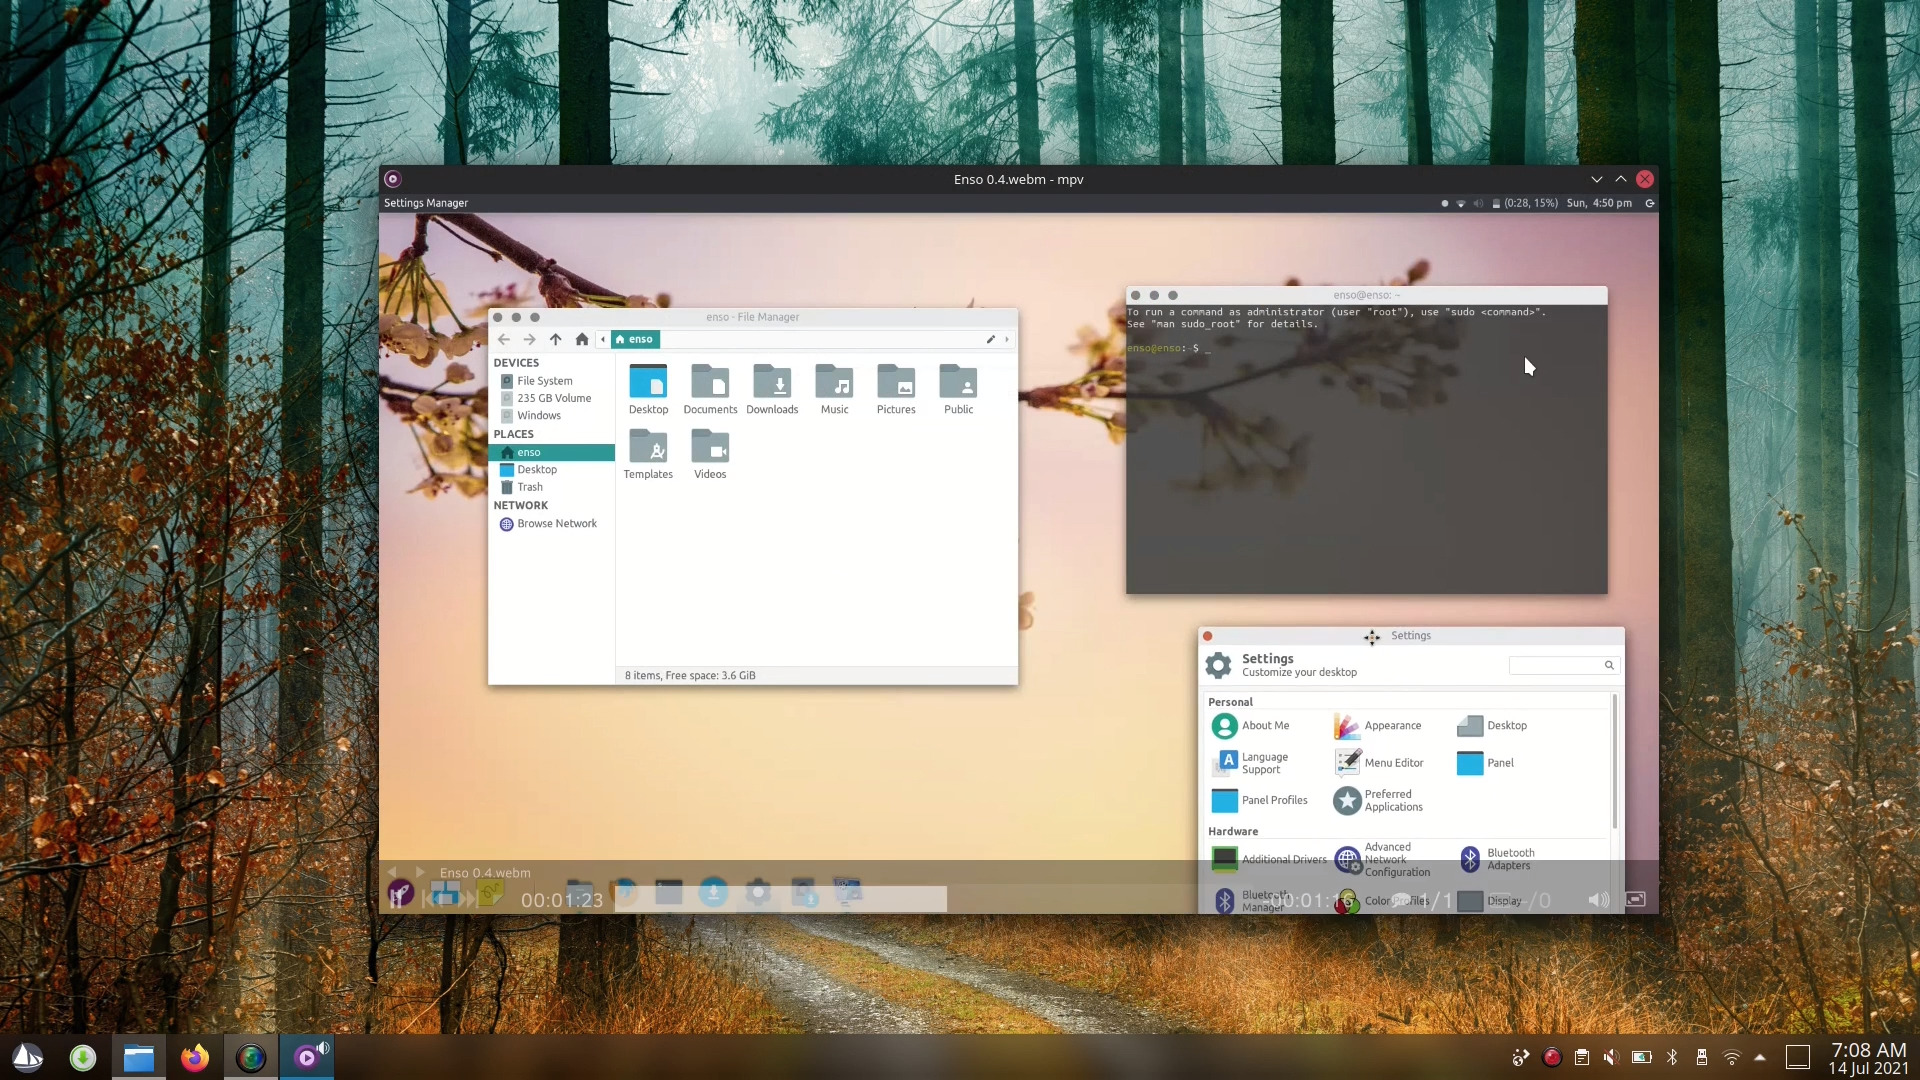 Enso 0.4.webm - mpv
Settings Manager
(0:28, 15%) Sun, 4:50 pm
enso - File Manager
enso
DEVICES
File System
235 GB Volume
Windows
PLACES
enso
Desktop
Trash
NETWORK
Browse Network
Desktop
Documents
Downloads
Music
Pictures
Public
Templates
Videos
8 items, Free space: 3.6 GiB
enso@enso: ~
To run a command as administrator (user "root"), use "sudo <command>".
See "man sudo_root" for details.
enso@enso:~$ _
Settings
Settings
Customize your desktop
Personal
About Me
Appearance
Desktop
Language
Support
Menu Editor
Panel
Panel Profiles
Preferred
Applications
Hardware
Additional Drivers
Advanced
Network
Configuration
Bluetooth
Adapters
Bluetooth
Manager
Color Profiles
Display
Enso 0.4.webm
00:01:23
1/1
-/0
7:08 AM
14 Jul 2021